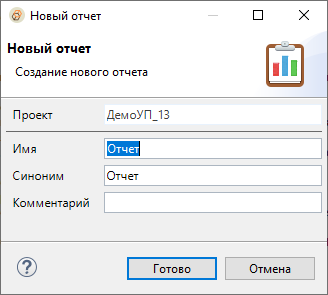 Новый отчет
Новый отчет
Создание нового отчета
Проект ДемоУП_13
Имя Отчет
Синоним Отчет
Комментарий
? Готово Отмена